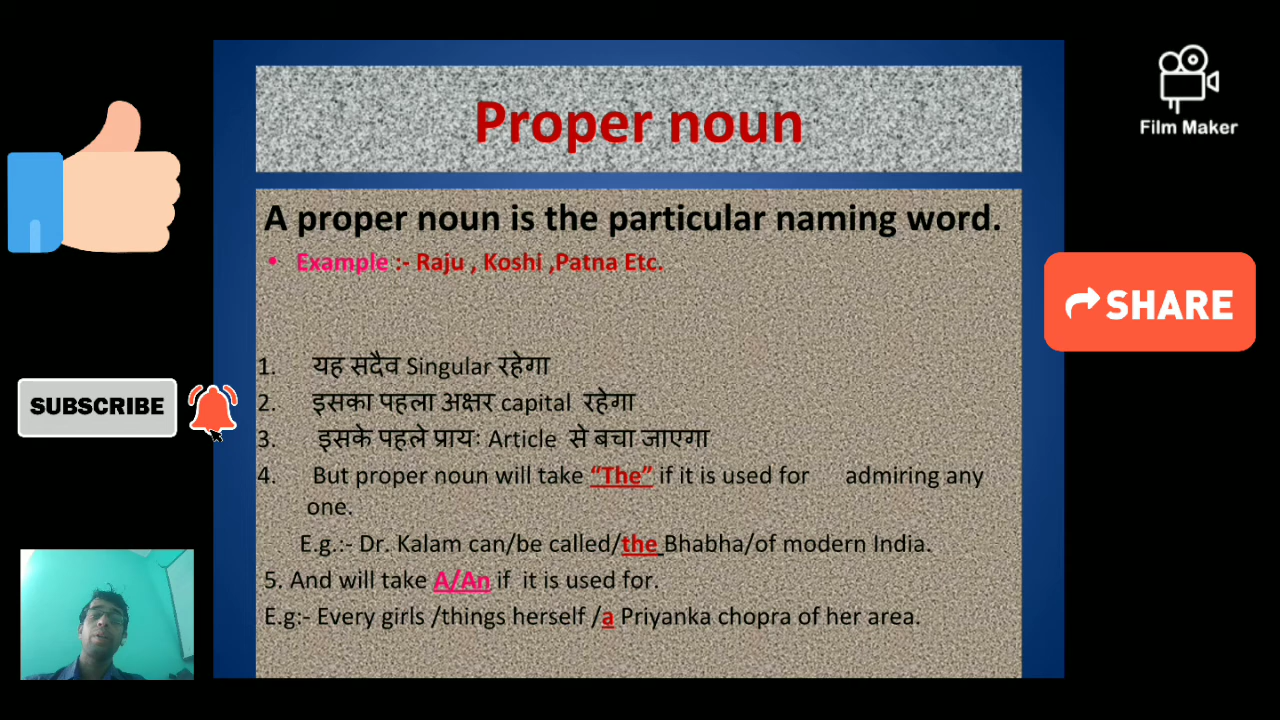 Proper noun
Film Maker
A proper noun is the particular naming word.
• Example :- Raju , Koshi ,Patna Etc.
SHARE
1. यह सदैव Singular रहेगा
2. इसका पहला अक्षर capital रहेगा
SUBSCRIBE
3. इसके पहले प्रायः Article से बचा जाएगा
4. But proper noun will take “The” if it is used for admiring any
one.
E.g.:- Dr. Kalam can/be called/the Bhabha/of modern India.
5. And will take A/An if it is used for.
E.g:- Every girls /things herself /a Priyanka chopra of her area.